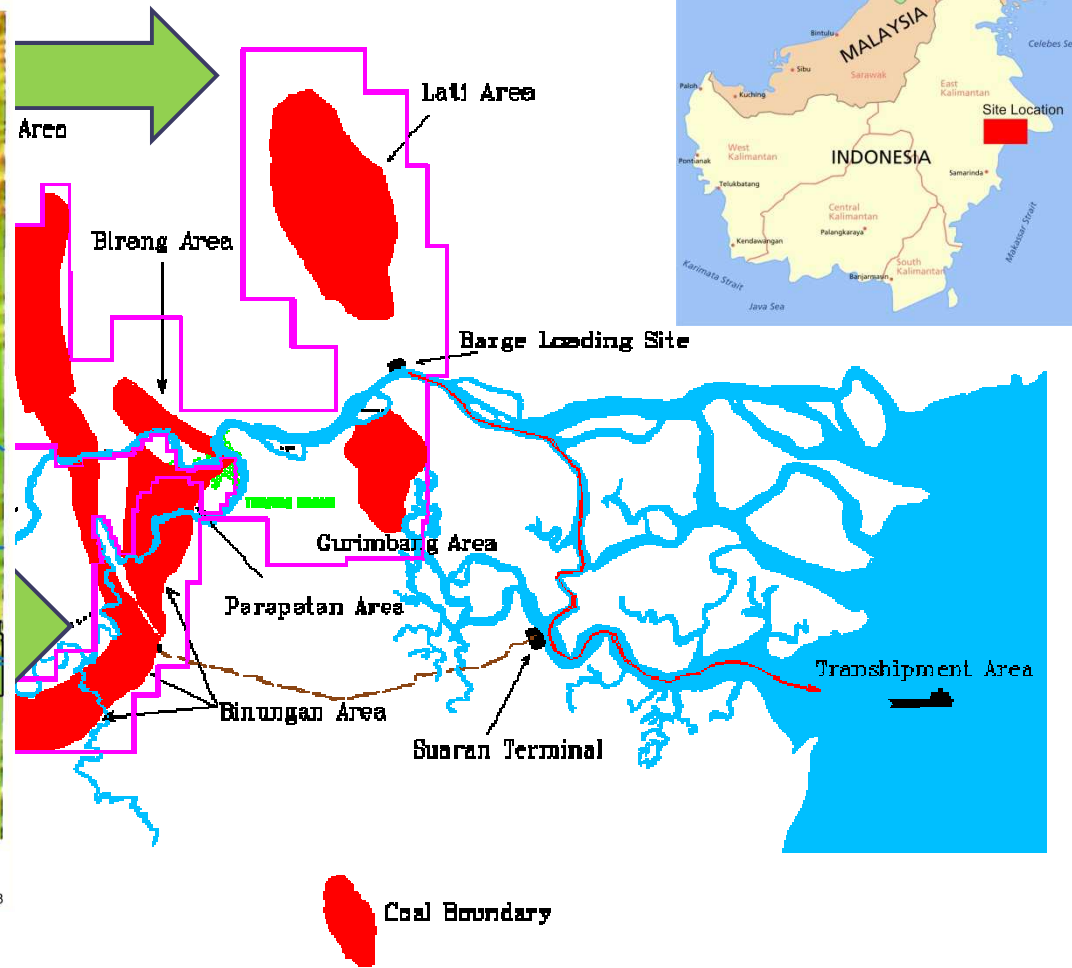 Area
Lati Area
Birang Area
Barge Loading Site
Gurimbang Area
Parapatan Area
Binungan Area
Suaran Terminal
Transhipment Area
Coal Boundary
MALAYSIA
Bintulu
Sibu
Sarawak
Kuching
Paloh
Celebes Se
East
Kalimantan
Site Location
West
Kalimantan
INDONESIA
Pontianak
Telukbatang
Samarinda
Central
Kalimantan
Palangkaraya
Kendawangan
South
Kalimantan
Banjarmasin
Makassar Strait
Karimata Strait
Java Sea